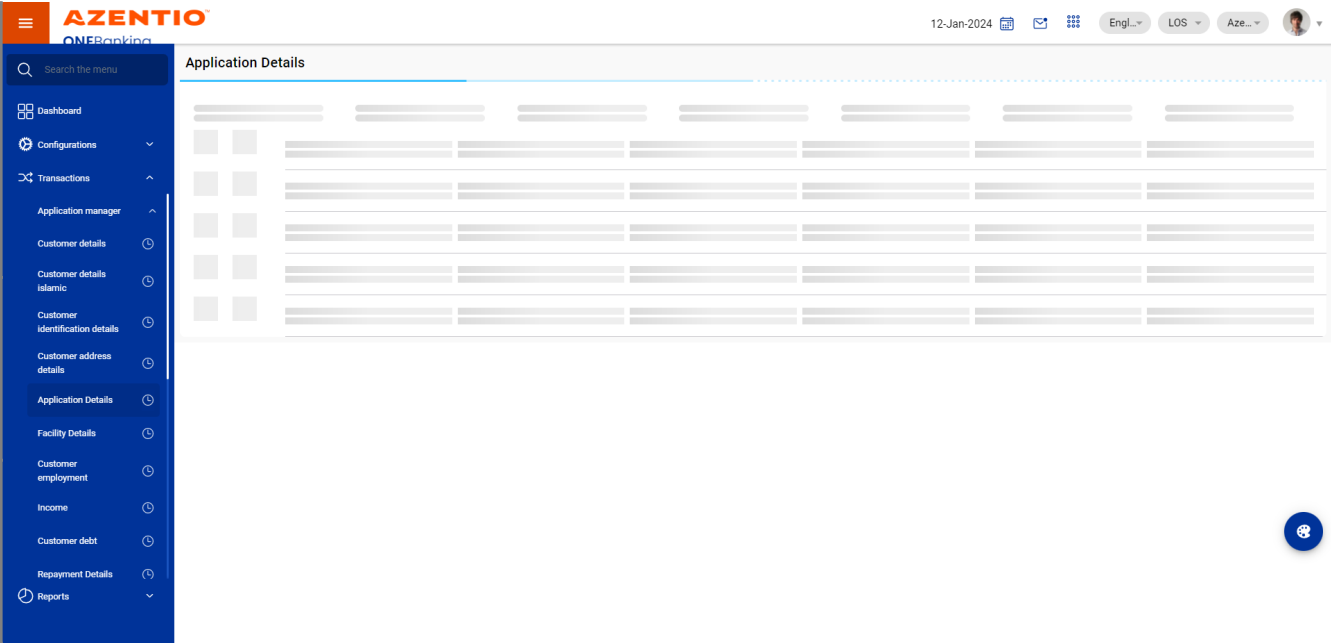 AZENTIO
ONEBanking
12-Jan-2024
Engl...
LOS
Aze...
Search the menu
Application Details
Dashboard
Configurations
Transactions
Application manager
Customer details
Customer details
islamic
Customer
identification details
Customer address
details
Application Details
Facility Details
Customer
employment
Income
Customer debt
Repayment Details
Reports